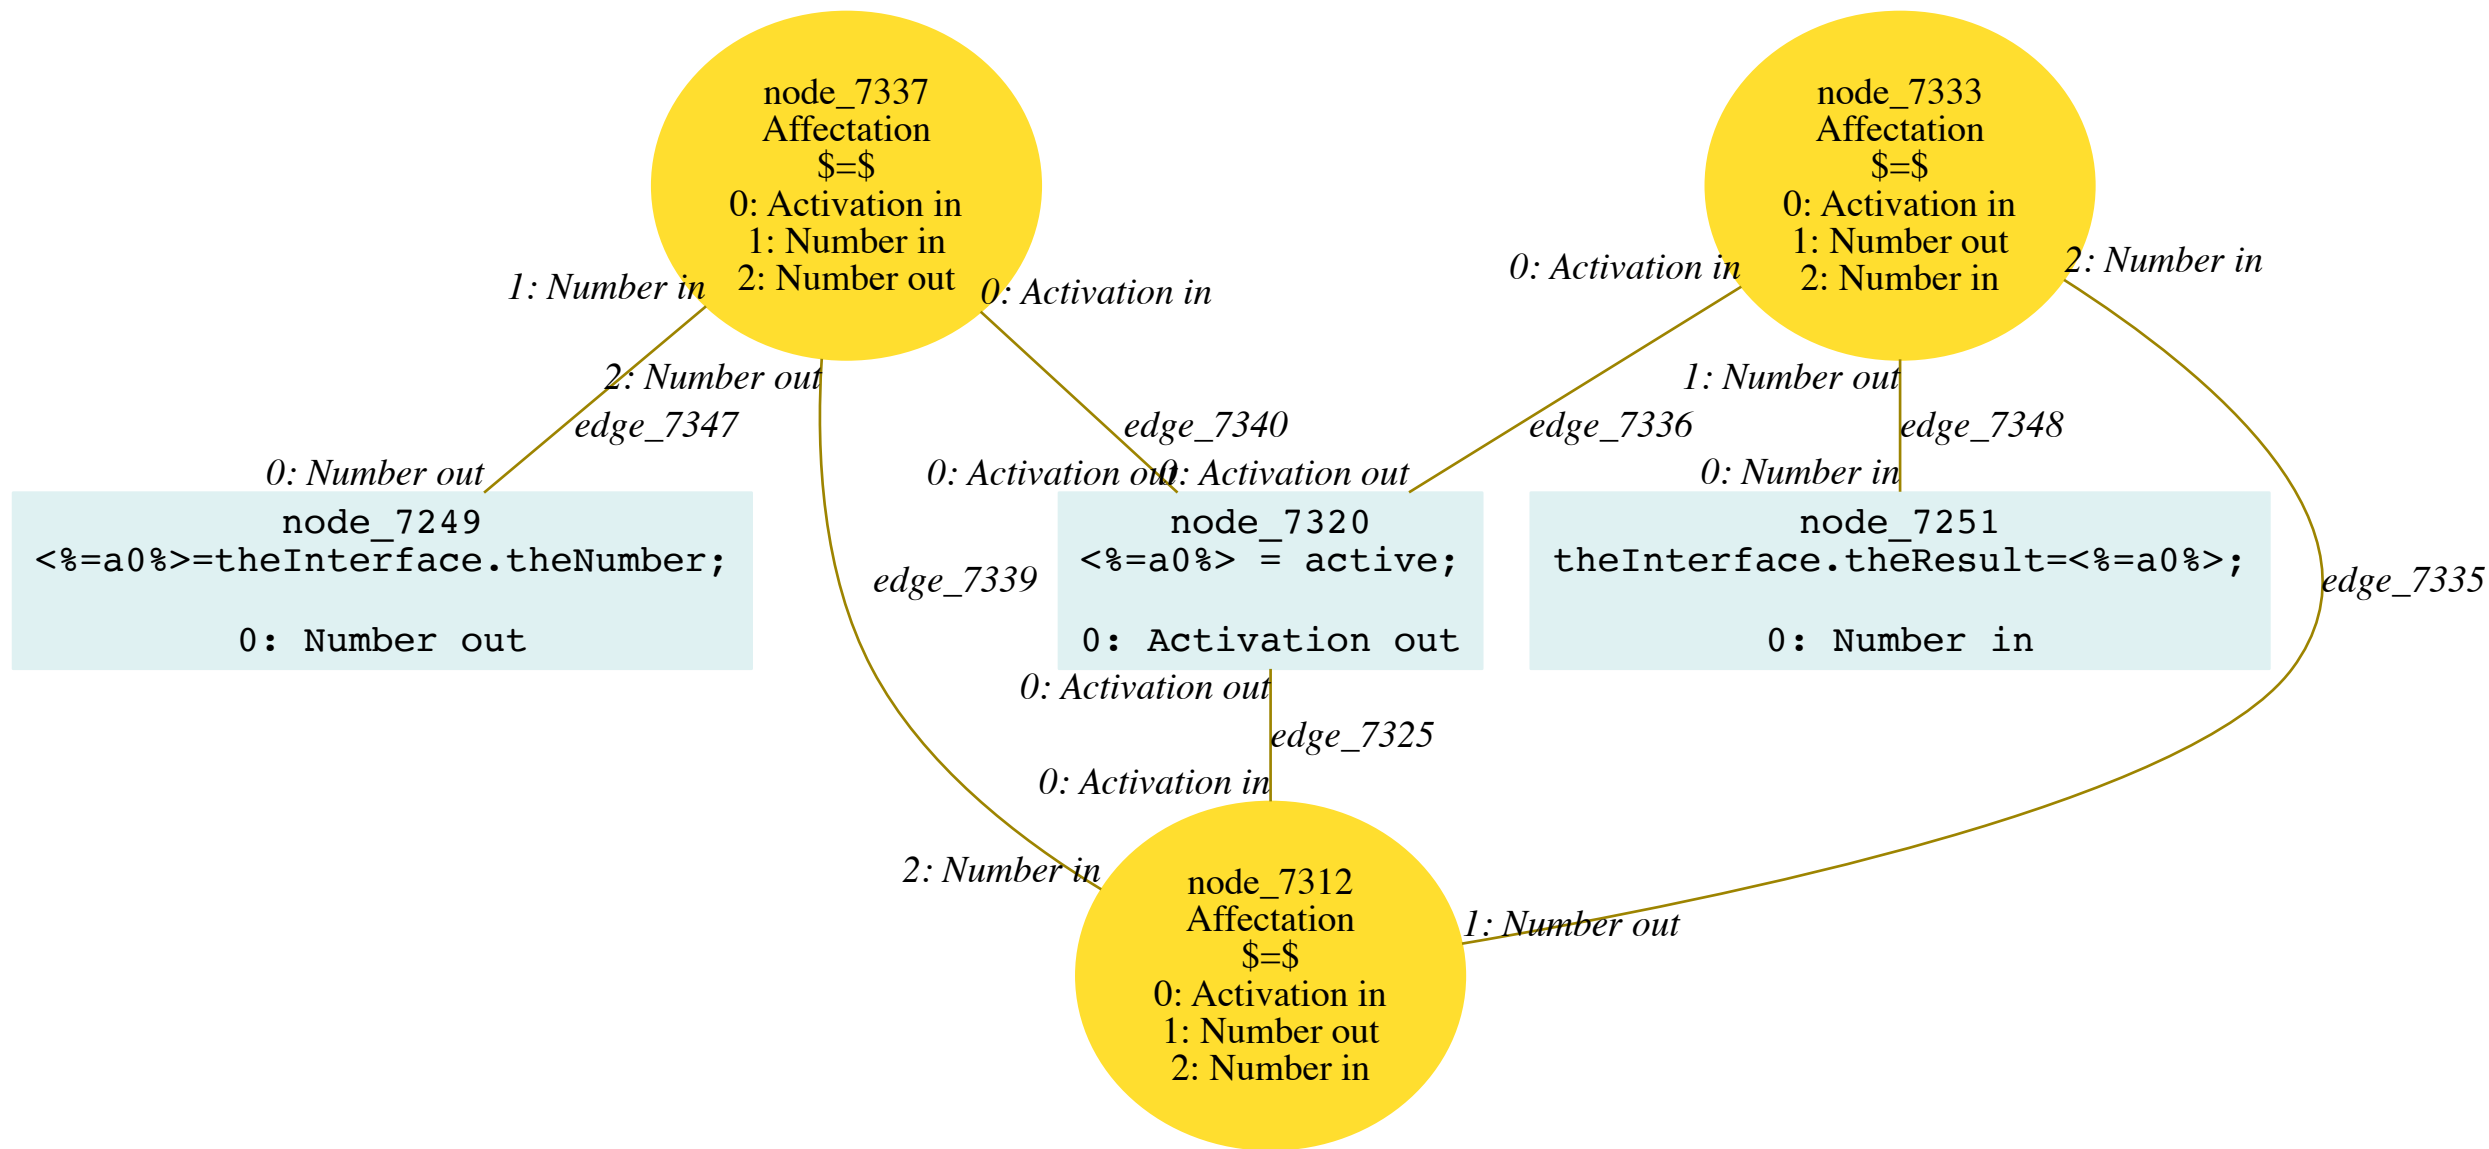 node_7337
Affectation
$=$
0: Activation in
1: Number in
2: Number out
node_7333
Affectation
$=$
0: Activation in
1: Number out
2: Number in
1: Number in
0: Activation in
0: Activation in
2: Number in
2: Number out
1: Number out
edge_7347
edge_7340
edge_7336
edge_7348
0: Number out
0: Activation out
0: Activation out
0: Number in
node_7249
<%=a0%>=theInterface.theNumber;
0: Number out
edge_7339
node_7320
<%=a0%> = active;
0: Activation out
node_7251
theInterface.theResult=<%=a0%>;
0: Number in
edge_7335
0: Activation out
edge_7325
0: Activation in
2: Number in
1: Number out
node_7312
Affectation
$=$
0: Activation in
1: Number out
2: Number in